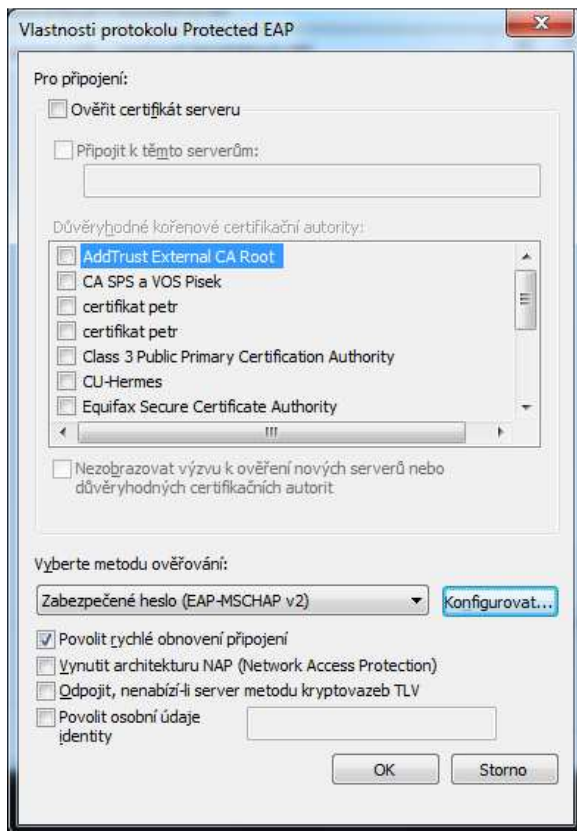 Vlastnosti protokolu Protected EAP
Pro připojení:
Ověřit certifikát serveru
Připojit k těmto serverům:
Důvěryhodné kořenové certifikační autority:
AddTrust External CA Root
CA SPS a VOS Pisek
certifikat petr
certifikat petr
Class 3 Public Primary Certification Authority
CU-Hermes
Equifax Secure Certificate Authority
Nezobrazovat výzvu k ověření nových serverů nebo
důvěryhodných certifikačních autorit
Vyberte metodu ověřování:
Zabezpečené heslo (EAP-MSCHAP v2)
Konfigurovat...
Povolit rychlé obnovení připojení
Vynutit architekturu NAP (Network Access Protection)
Odpojit, nenabízí-li server metodu kryptovazeb TLV
Povolit osobní údaje
identity
OK
Storno